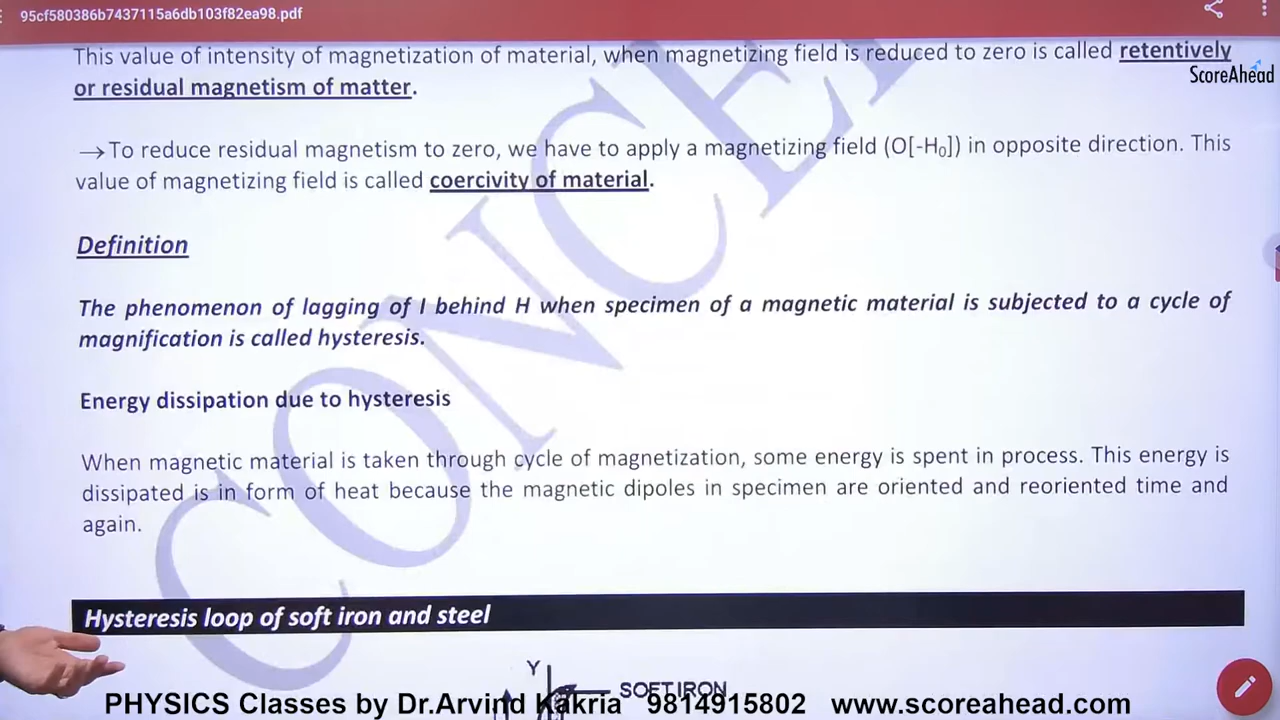 95cf580386b7437115a6db103f82ea98.pdf
This value of intensity of magnetization of material, when magnetizing field is reduced to zero is called retentively
ScoreAhead
or residual magnetism of matter.
→ To reduce residual magnetism to zero, we have to apply a magnetizing field (O[-H₀]) in opposite direction. This
value of magnetizing field is called coercivity of material.
Definition
The phenomenon of lagging of I behind H when specimen of a magnetic material is subjected to a cycle of
magnification is called hysteresis.
Energy dissipation due to hysteresis
When magnetic material is taken through cycle of magnetization, some energy is spent in process. This energy is
dissipated is in form of heat because the magnetic dipoles in specimen are oriented and reoriented time and
again.
Hysteresis loop of soft iron and steel
Y
SOFT IRON
PHYSICS Classes by Dr.Arvind Kakria 9814915802 www.scoreahead.com